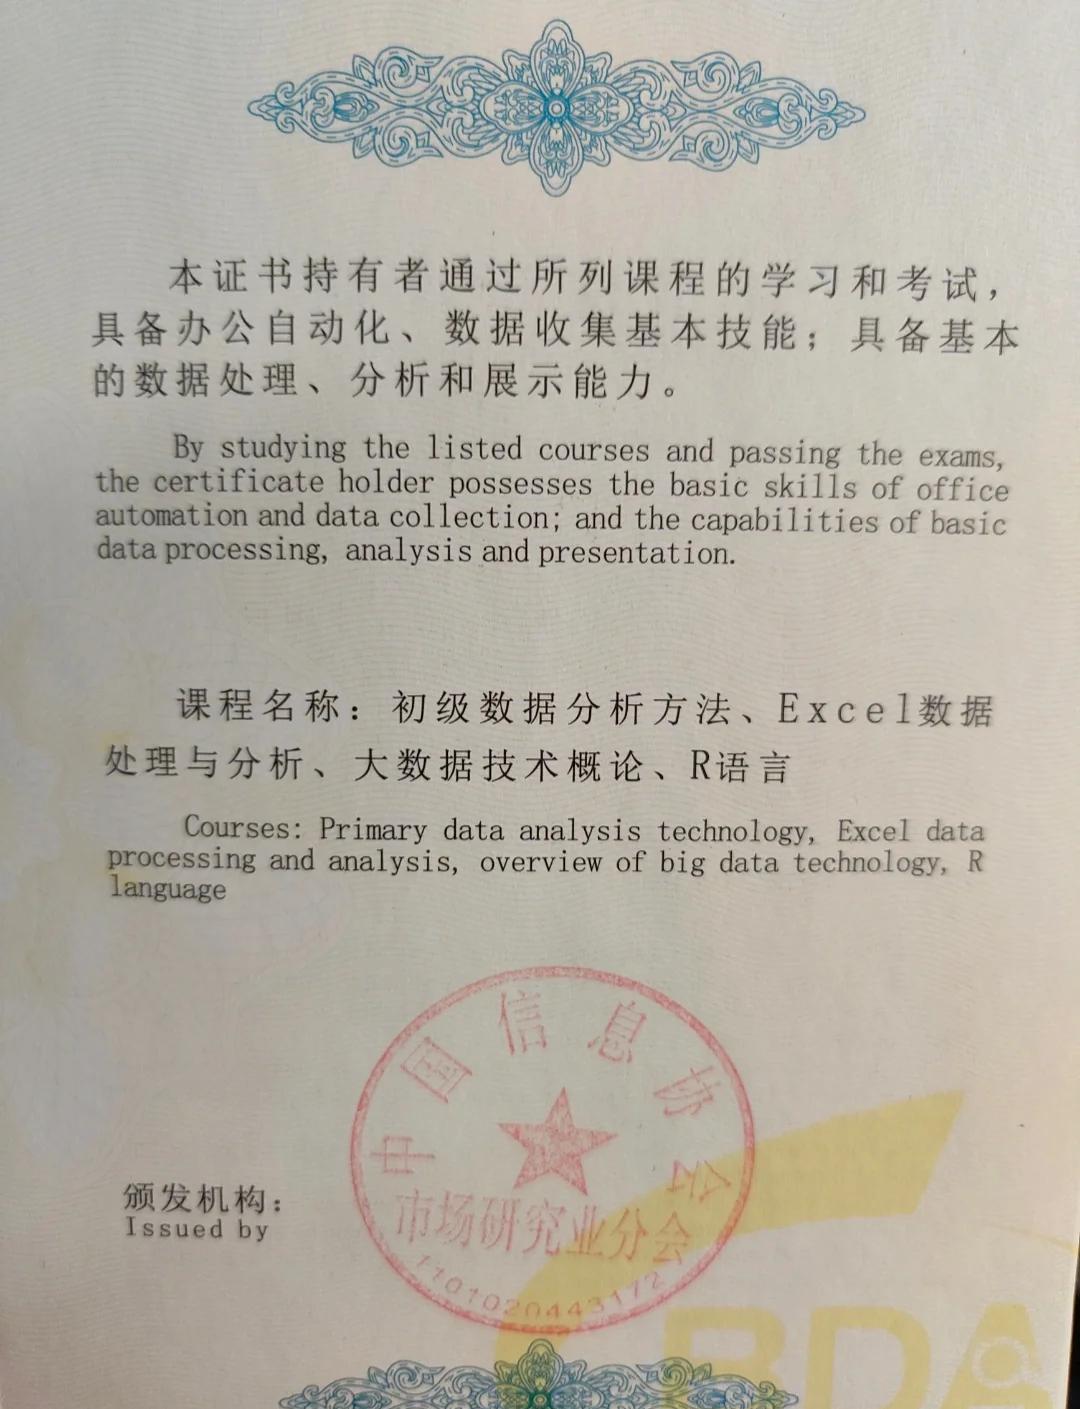 本证书持有者通过所列课程的学习和考试，
具备办公自动化、数据收集基本技能；具备基本
的数据处理、分析和展示能力。
By studying the listed courses and passing the exams,
the certificate holder possesses the basic skills of office
automation and data collection; and the capabilities of basic
data processing, analysis and presentation.
课程名称：初级数据分析方法、Excel数据
处理与分析、大数据技术概论、R语言
Courses: Primary data analysis technology, Excel data
processing and analysis, overview of big data technology, R
language
中国信息协会
市场研究业分会
1101020443172
颁发机构：
Issued by
BDA